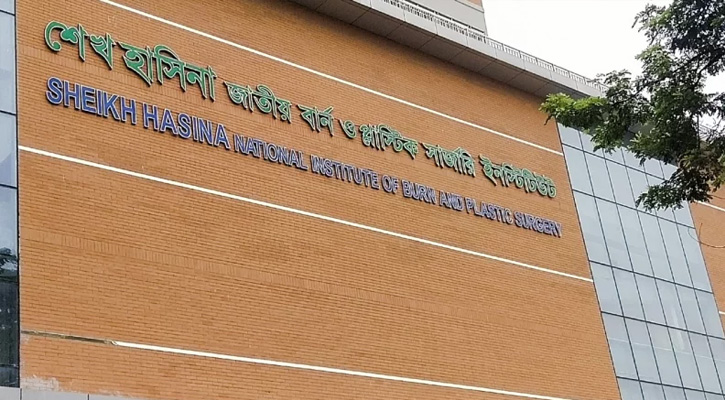 শেখ হাসিনা জাতীয় বার্ন ও প্লাস্টিক সার্জারি ইনস্টিটিউট
SHEIKH HASINA NATIONAL INSTITUTE OF BURN AND PLASTIC SURGERY